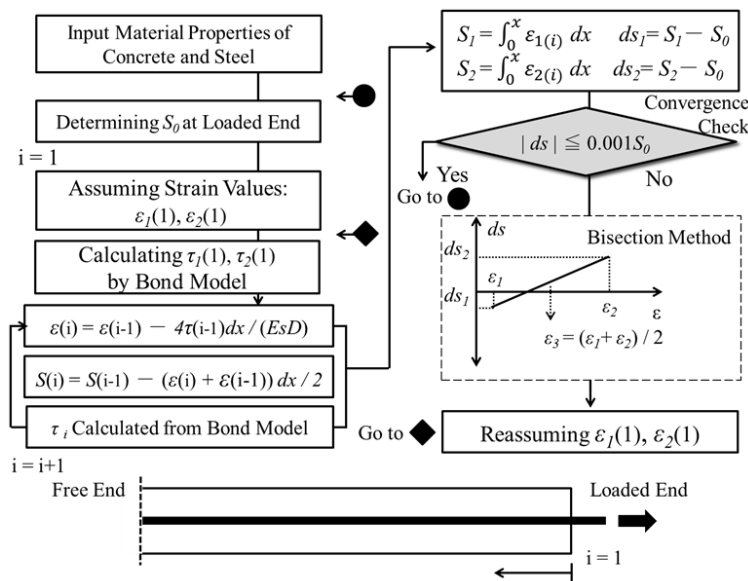 Input Material Properties of
Concrete and Steel
Determining S₀ at Loaded End
i = 1
Assuming Strain Values:
ε₁(1), ε₂(1)
Calculating τ₁(1), τ₂(1)
by Bond Model
ε(i) = ε(i-1) − 4τ(i-1)dx / (EsD)
S(i) = S(i-1) − (ε(i) + ε(i-1)) dx / 2
τ ᵢ Calculated from Bond Model
i = i+1
S₁ = ∫₀ˣ ε₁₍ᵢ₎ dx ds₁= S₁ − S₀
S₂ = ∫₀ˣ ε₂₍ᵢ₎ dx ds₂= S₂ − S₀
Convergence
Check
| ds | ≦ 0.001S₀
Yes
Go to
No
ds
Bisection Method
ds₂
ε₁
ds₁
ε₂
ε
ε₃ = (ε₁+ ε₂) / 2
Go to
Reassuming ε₁(1), ε₂(1)
Free End
Loaded End
i = 1